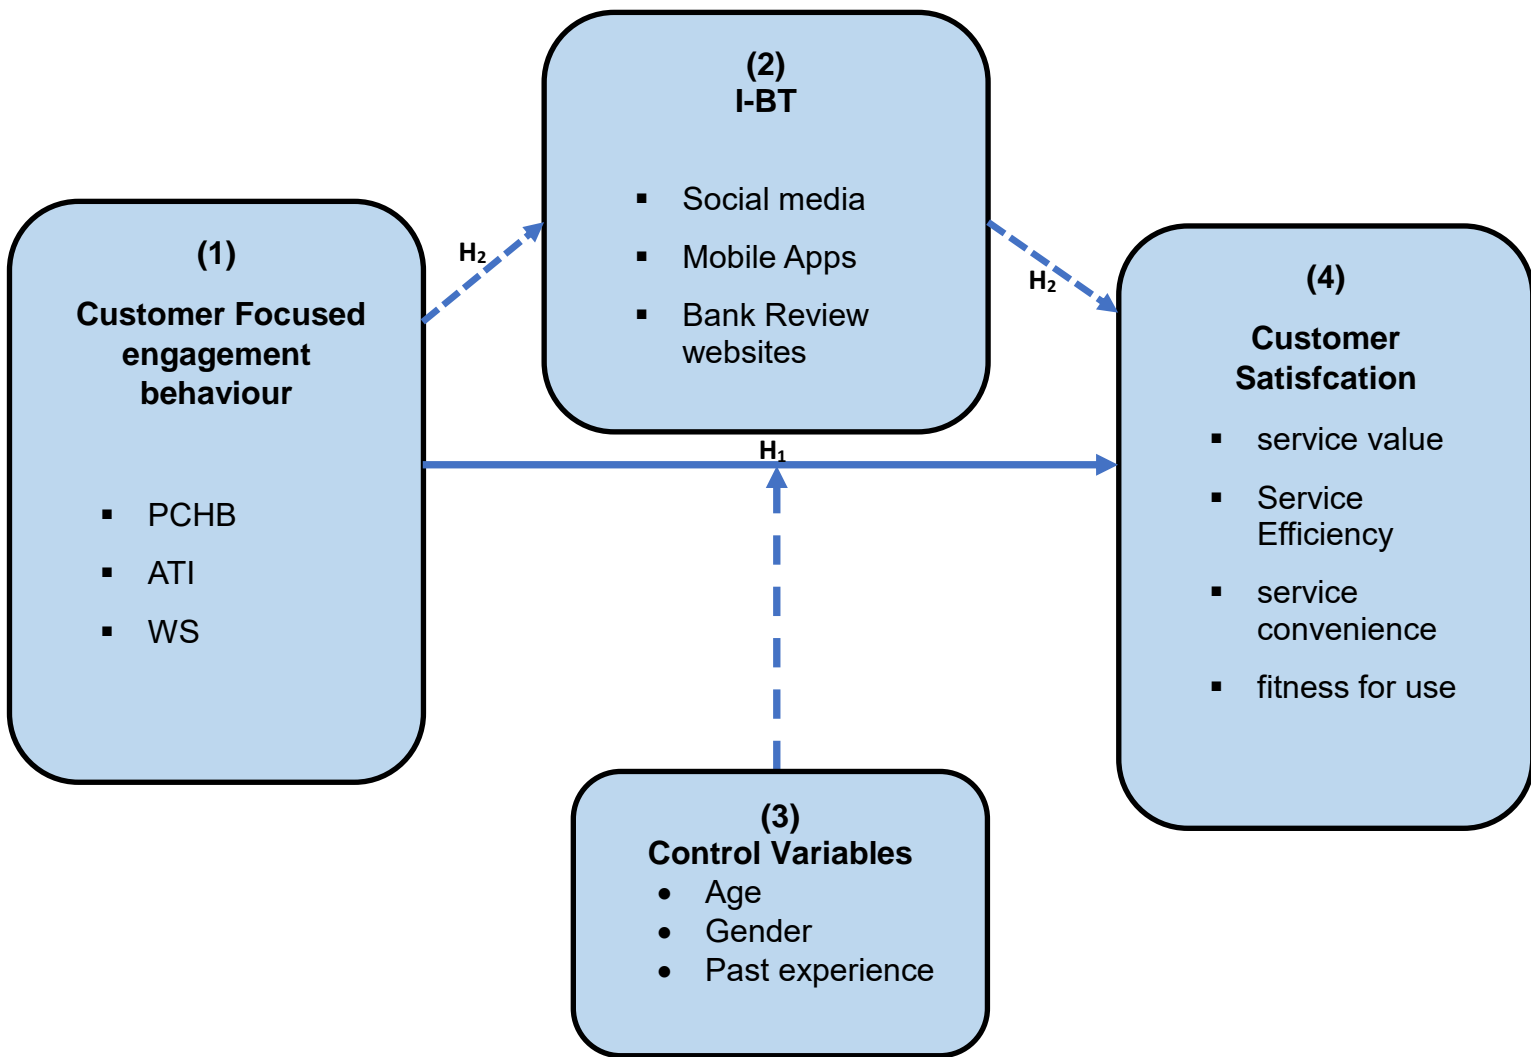 (1)
Customer Focused
engagement
behaviour
▪ PCHB
▪ ATI
▪ WS
H₂
(2)
I-BT
▪ Social media
▪ Mobile Apps
▪ Bank Review
websites
H₂
H₁
(3)
Control Variables
• Age
• Gender
• Past experience
(4)
Customer
Satisfcation
▪ service value
▪ Service
Efficiency
▪ service
convenience
▪ fitness for use